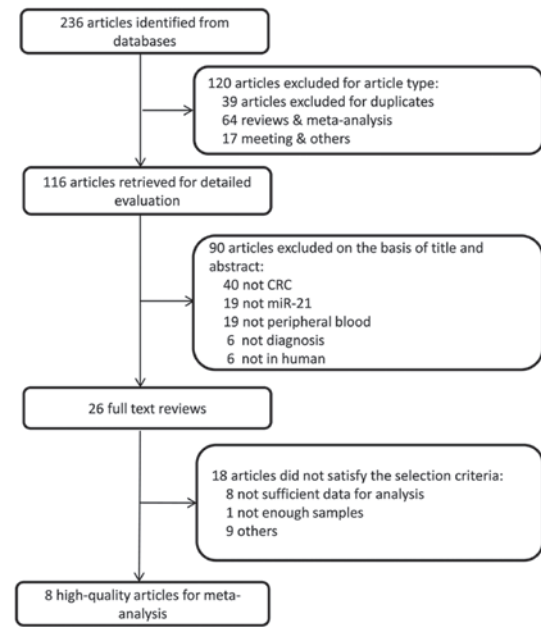 236 articles identified from
databases
120 articles excluded for article type:
39 articles excluded for duplicates
64 reviews & meta-analysis
17 meeting & others
116 articles retrieved for detailed
evaluation
90 articles excluded on the basis of title and
abstract:
40 not CRC
19 not miR-21
19 not peripheral blood
6 not diagnosis
6 not in human
26 full text reviews
18 articles did not satisfy the selection criteria:
8 not sufficient data for analysis
1 not enough samples
9 others
8 high-quality articles for meta-
analysis